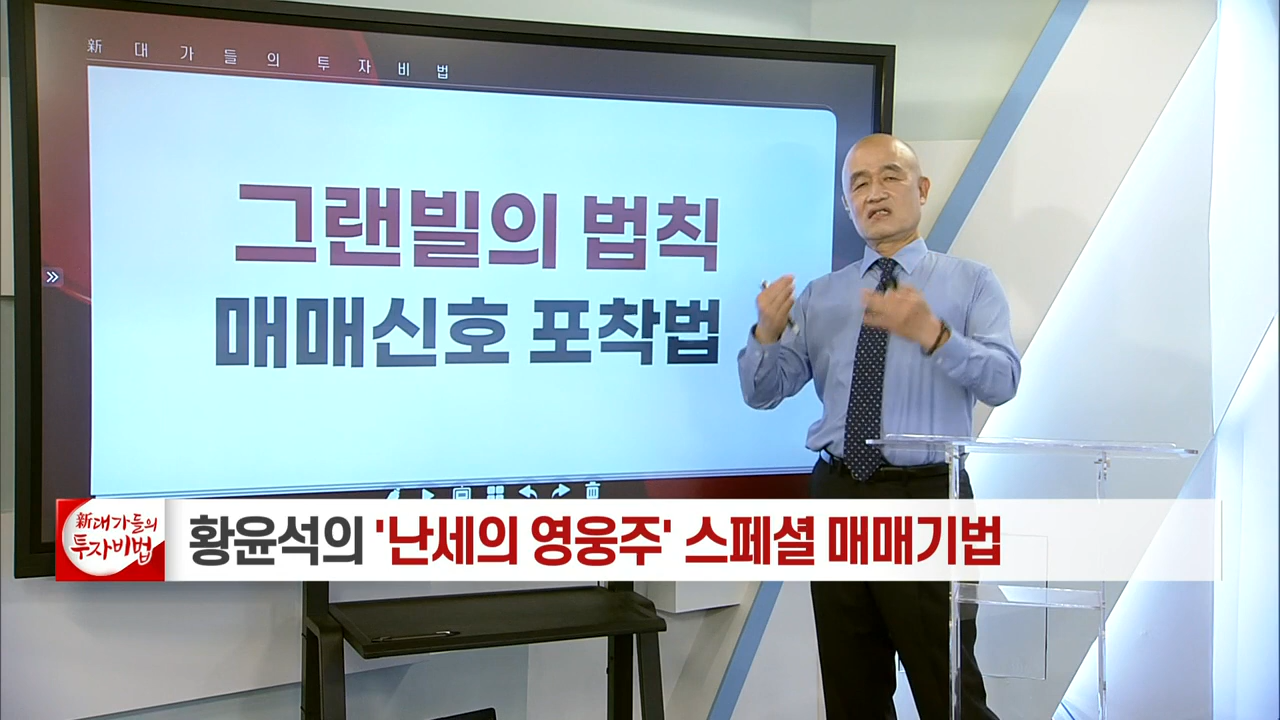 新 대 가 들 의 투 자 비 법
그랜빌의 법칙
매매신호 포착법
新대가들의
투자비법
황윤석의 '난세의 영웅주' 스페셜 매매기법